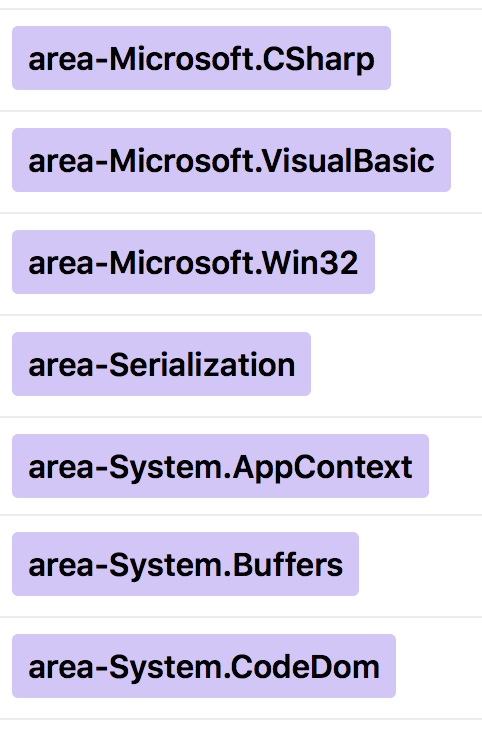 area-Microsoft.CSharp
area-Microsoft.VisualBasic
area-Microsoft.Win32
area-Serialization
area-System.AppContext
area-System.Buffers
area-System.CodeDom